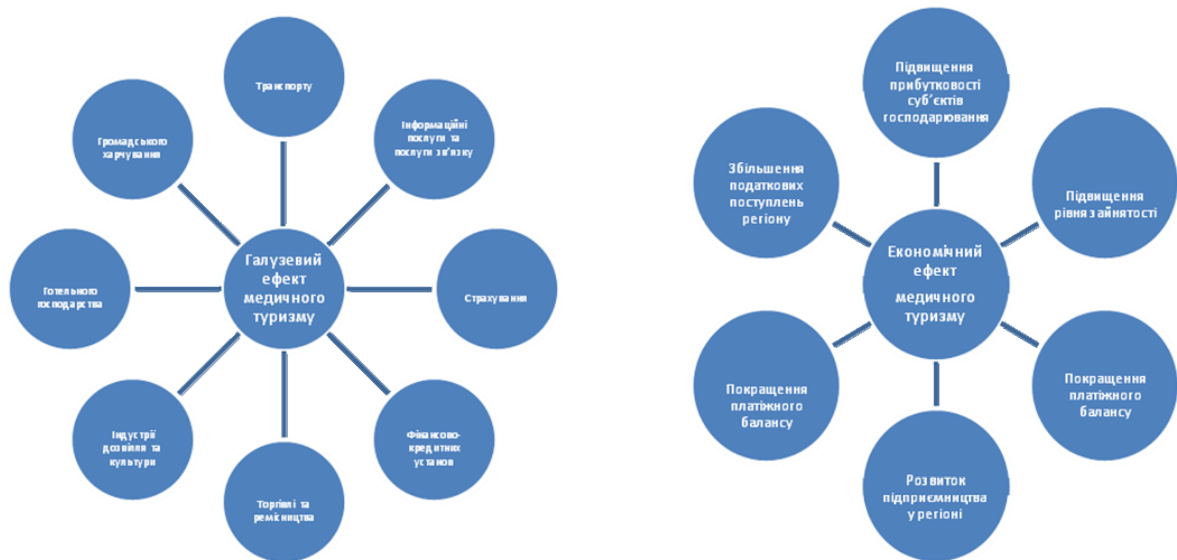 Транспорту
Інформаційні
послуги та
послуги зв’язку
Страхування
Фінансово-
кредитних
установ
Торгівлі та
ремісництва
Індустрії
дозвілля та
культури
Готельного
господарства
Громадського
харчування
Галузевий
ефект
медичного
туризму
Підвищення
прибутковості
суб’єктів
господарювання
Підвищення
рівня зайнятості
Покращення
платіжного
балансу
Розвиток
підприємництва
у регіоні
Покращення
платіжного
балансу
Збільшення
податкових
поступлень
регіону
Економічний
ефект
медичного
туризму